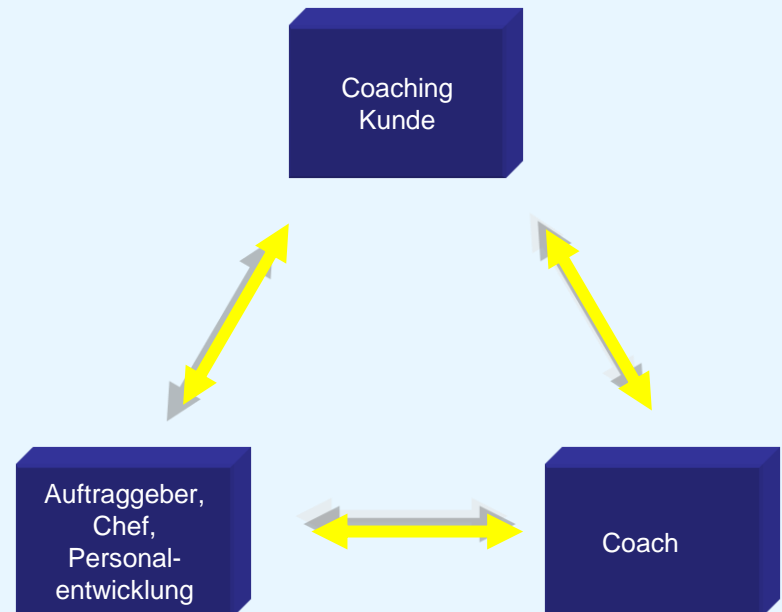 Coaching
Kunde
Auftraggeber,
Chef,
Personal-
entwicklung
Coach